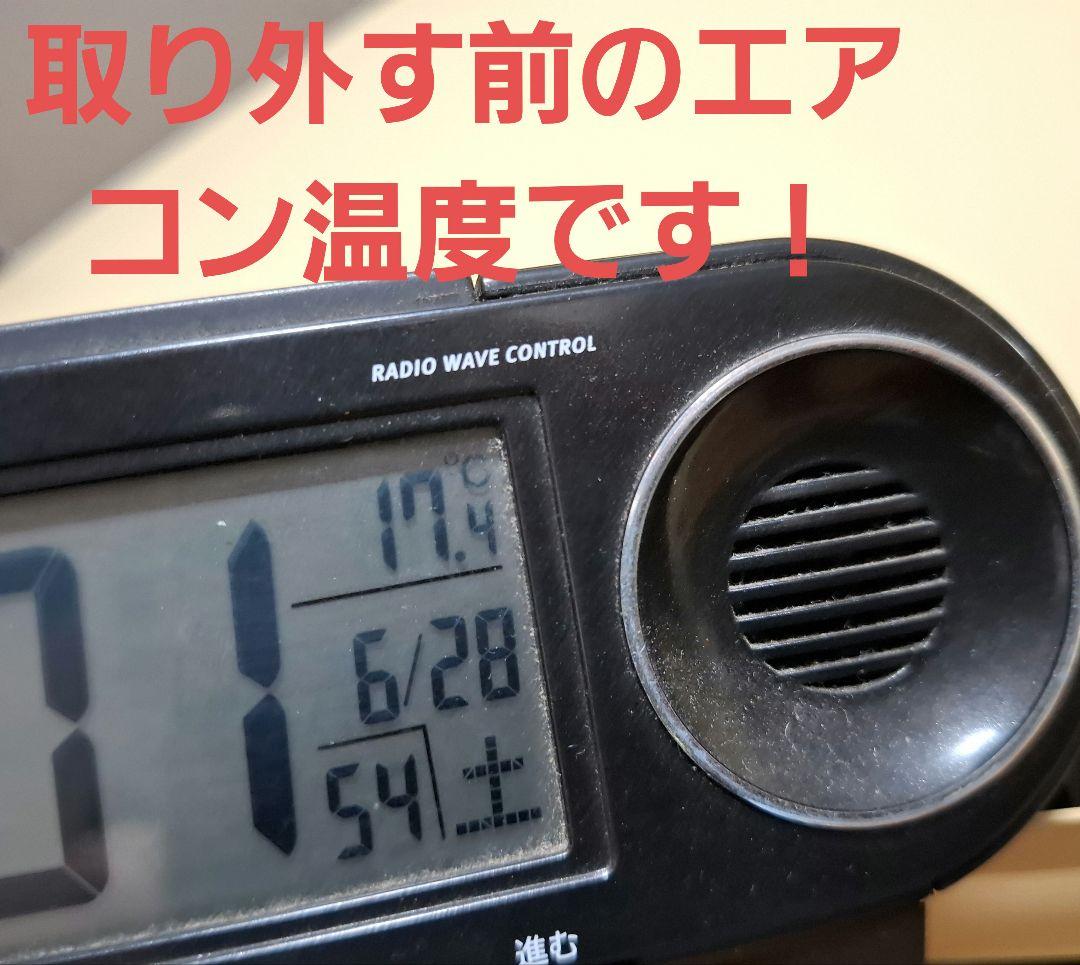 取り外す前のエア
コン温度です！
RADIO WAVE CONTROL
17.4
°C
01
6/28
54
土
進む